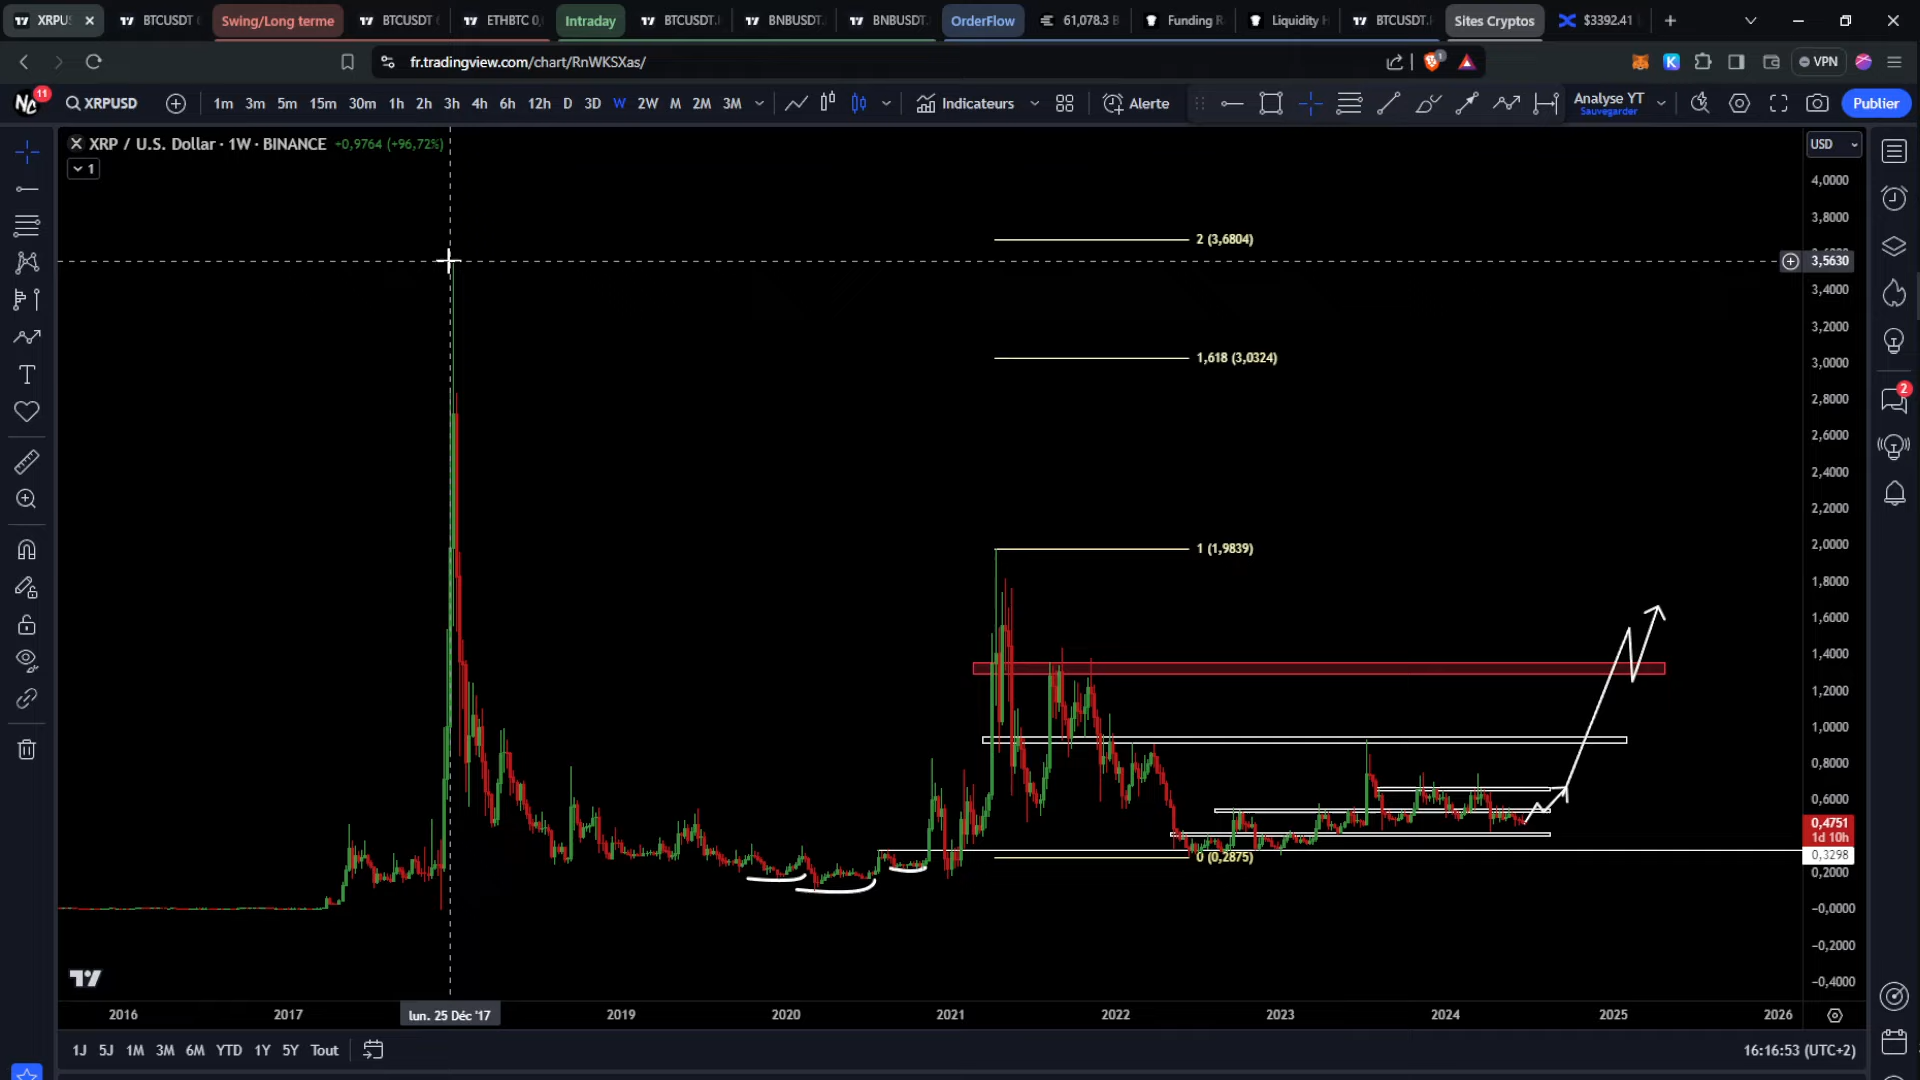 XRPUS
BTCUSDT
Swing/Long terme
BTCUSDT
ETHBTC 0,
Intraday
BTCUSDT.
BNBUSDT.
BNBUSDT.
OrderFlow
61,078.3 B
Funding R
Liquidity H
BTCUSDT.
Sites Cryptos
$3392.41
fr.tradingview.com/chart/RnWKSXas/
1
VPN
11
XRPUSD
1m 3m 5m 15m 30m 1h 2h 3h 4h 6h 12h D 3D W 2W M 2M 3M
Indicateurs
Alerte
Analyse YT
Sauvegarder
Publier
XRP / U.S. Dollar · 1W · BINANCE +0,9764 (+96,72%)
1
USD
4,0000
3,8000
2 (3,6804)
3,5630
3,4000
3,2000
1,618 (3,0324)
3,0000
2,8000
2
2,6000
2,4000
2,2000
1 (1,9839)
2,0000
1,8000
1,6000
1,4000
1,2000
1,0000
0,8000
0,6000
0,4751
1d 10h
0 (0,2875)
0,3298
0,2000
−0,0000
−0,2000
−0,4000
2016 2017 lun. 25 Déc '17 2019 2020 2021 2022 2023 2024 2025 2026
1J 5J 1M 3M 6M YTD 1Y 5Y Tout
16:16:53 (UTC+2)